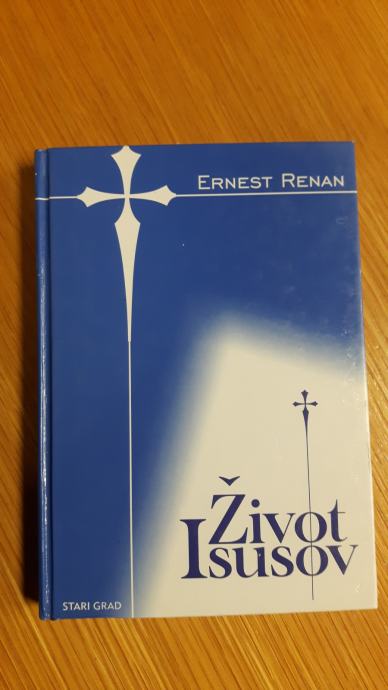 ERNEST RENAN
Život
Isusov
STARI GRAD